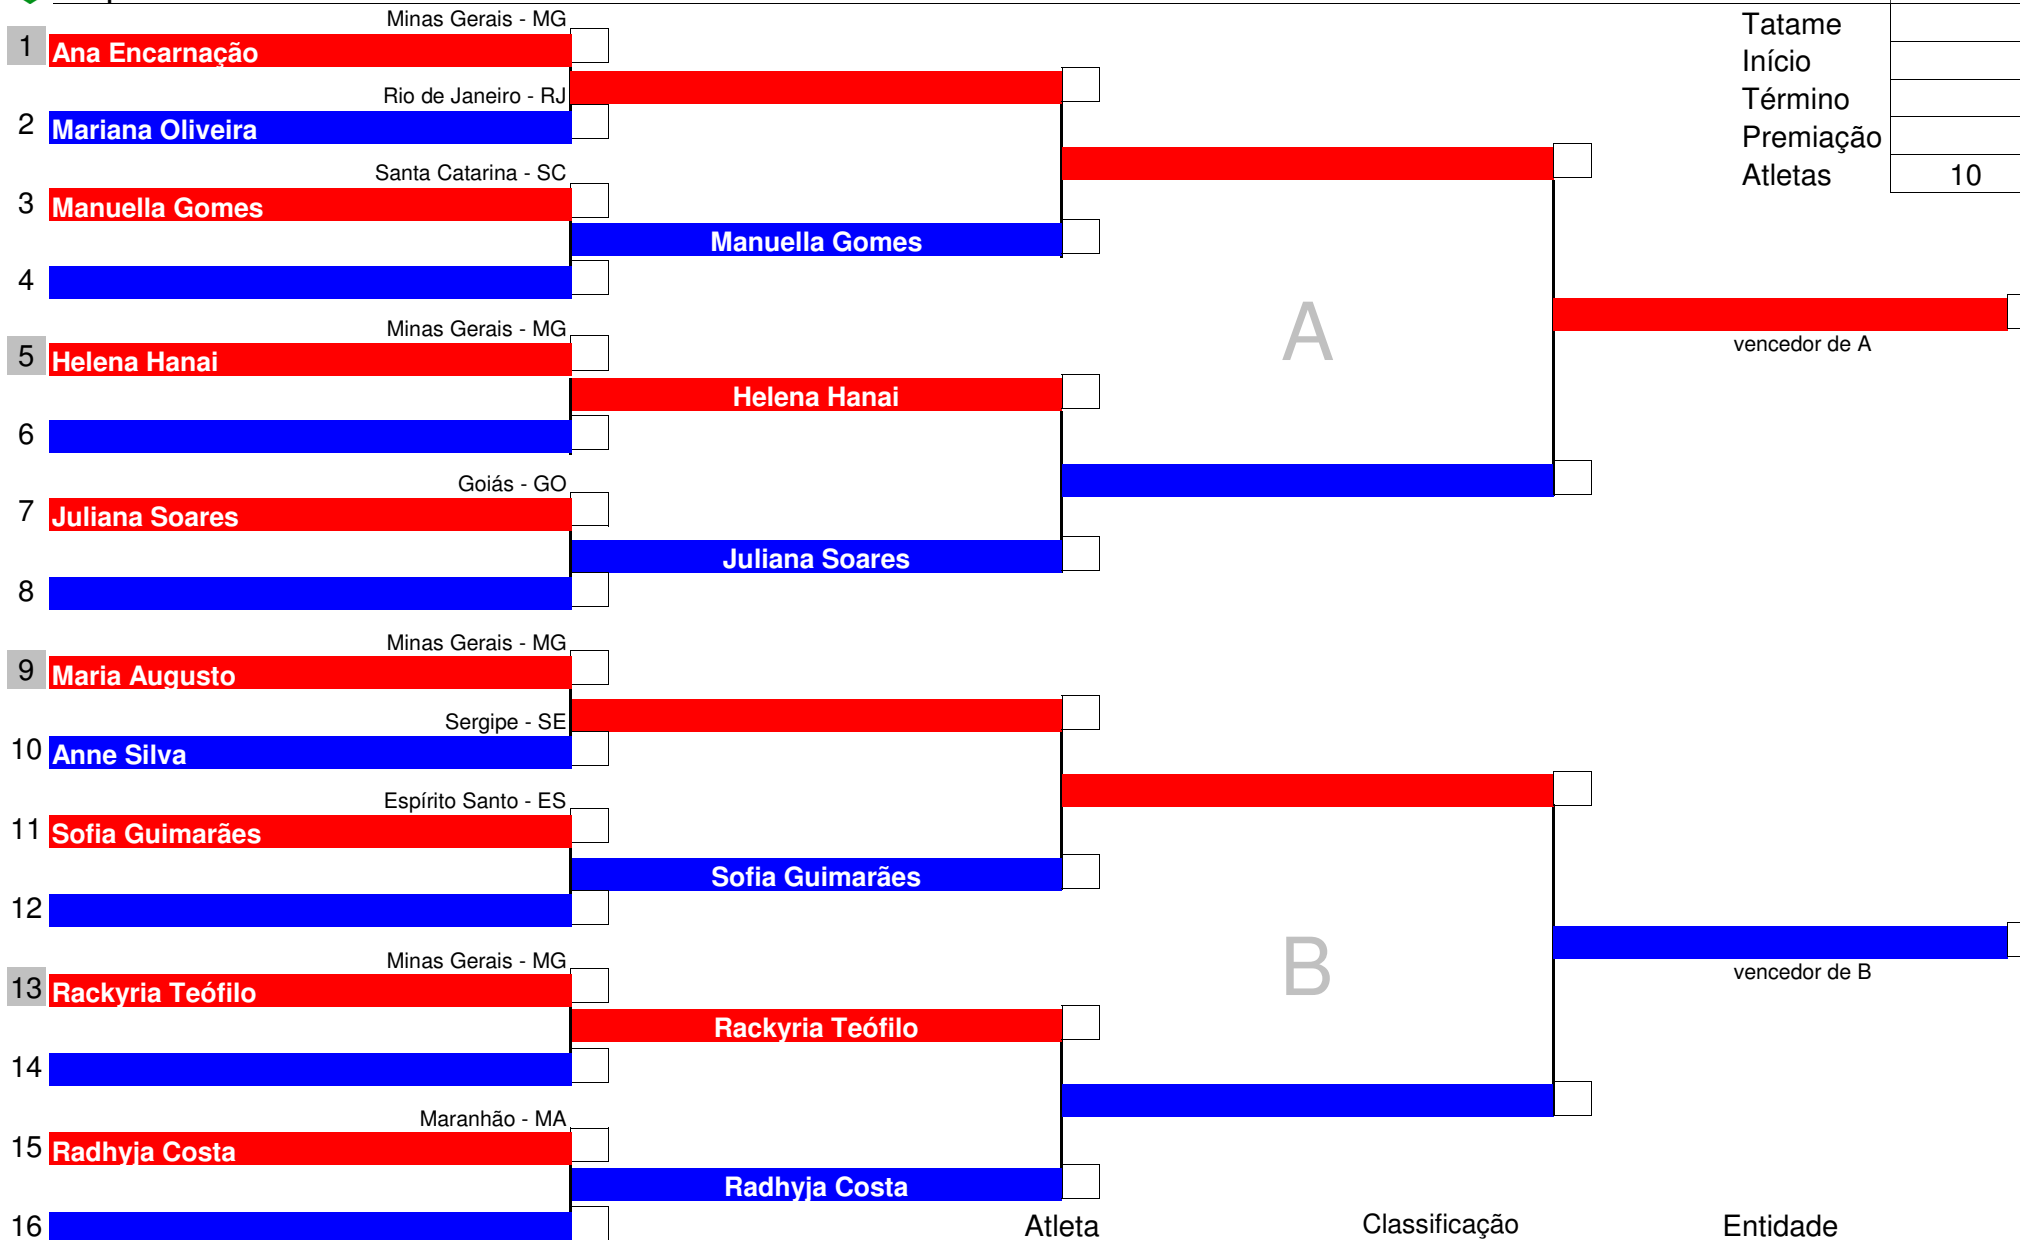 Minas Gerais - MG
1 Ana Encarnação
Rio de Janeiro - RJ
2 Mariana Oliveira
Santa Catarina - SC
3 Manuella Gomes
Manuella Gomes
4
Minas Gerais - MG
5 Helena Hanai
Helena Hanai
6
Goiás - GO
7 Juliana Soares
Juliana Soares
8
Minas Gerais - MG
9 Maria Augusto
Sergipe - SE
10 Anne Silva
Espírito Santo - ES
11 Sofia Guimarães
Sofia Guimarães
12
Minas Gerais - MG
13 Rackyria Teófilo
Rackyria Teófilo
14
Maranhão - MA
15 Radhyja Costa
Radhyja Costa
16
A
vencedor de A
B
vencedor de B
Tatame
Início
Término
Premiação
Atletas 10
Atleta Classificação Entidade